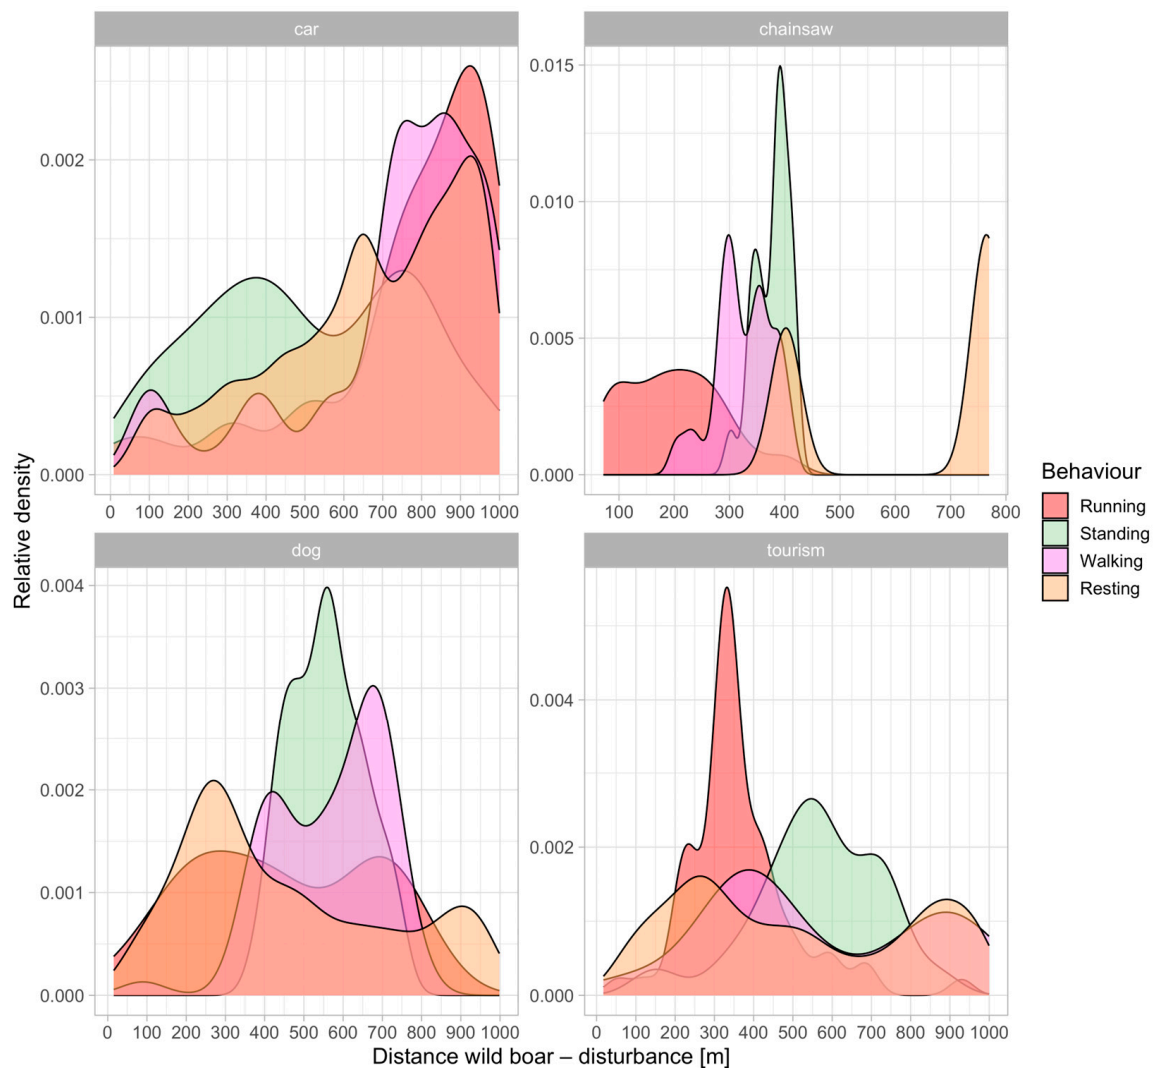 car
chainsaw
0.002
0.001
0.000
0.015
0.010
0.005
0.000
0 100 200 300 400 500 600 700 800 900 1000
100 200 300 400 500 600 700 800
dog
tourism
0.004
0.003
0.002
0.001
0.000
0.004
0.002
0.000
0 100 200 300 400 500 600 700 800 900 1000
0 100 200 300 400 500 600 700 800 900 1000
Relative density
Distance wild boar – disturbance [m]
Behaviour
Running
Standing
Walking
Resting